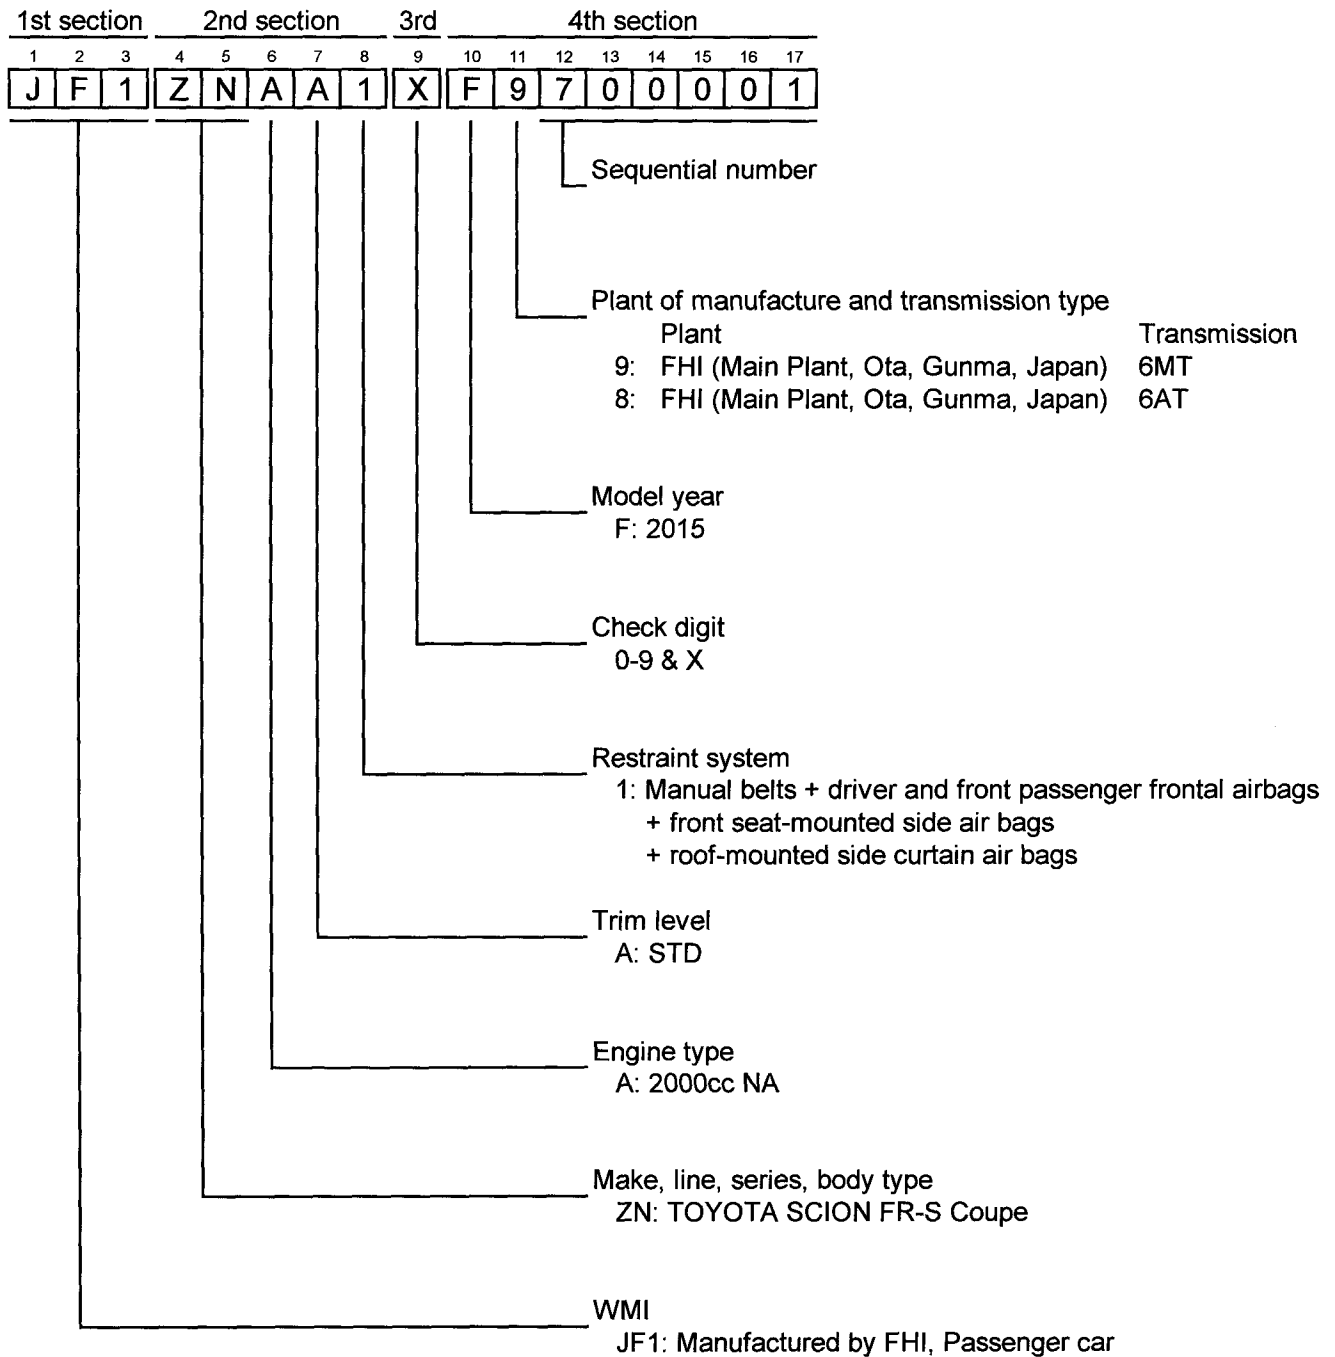 1st section 2nd section 3rd 4th section
1 2 3 4 5 6 7 8 9 10 11 12 13 14 15 16 17
J F 1 Z N A A 1 X F 9 7 0 0 0 0 1
Sequential number
Plant of manufacture and transmission type
Plant Transmission
9: FHI (Main Plant, Ota, Gunma, Japan) 6MT
8: FHI (Main Plant, Ota, Gunma, Japan) 6AT
Model year
F: 2015
Check digit
0-9 & X
Restraint system
1: Manual belts + driver and front passenger frontal airbags
+ front seat-mounted side air bags
+ roof-mounted side curtain air bags
Trim level
A: STD
Engine type
A: 2000cc NA
Make, line, series, body type
ZN: TOYOTA SCION FR-S Coupe
WMI
JF1: Manufactured by FHI, Passenger car